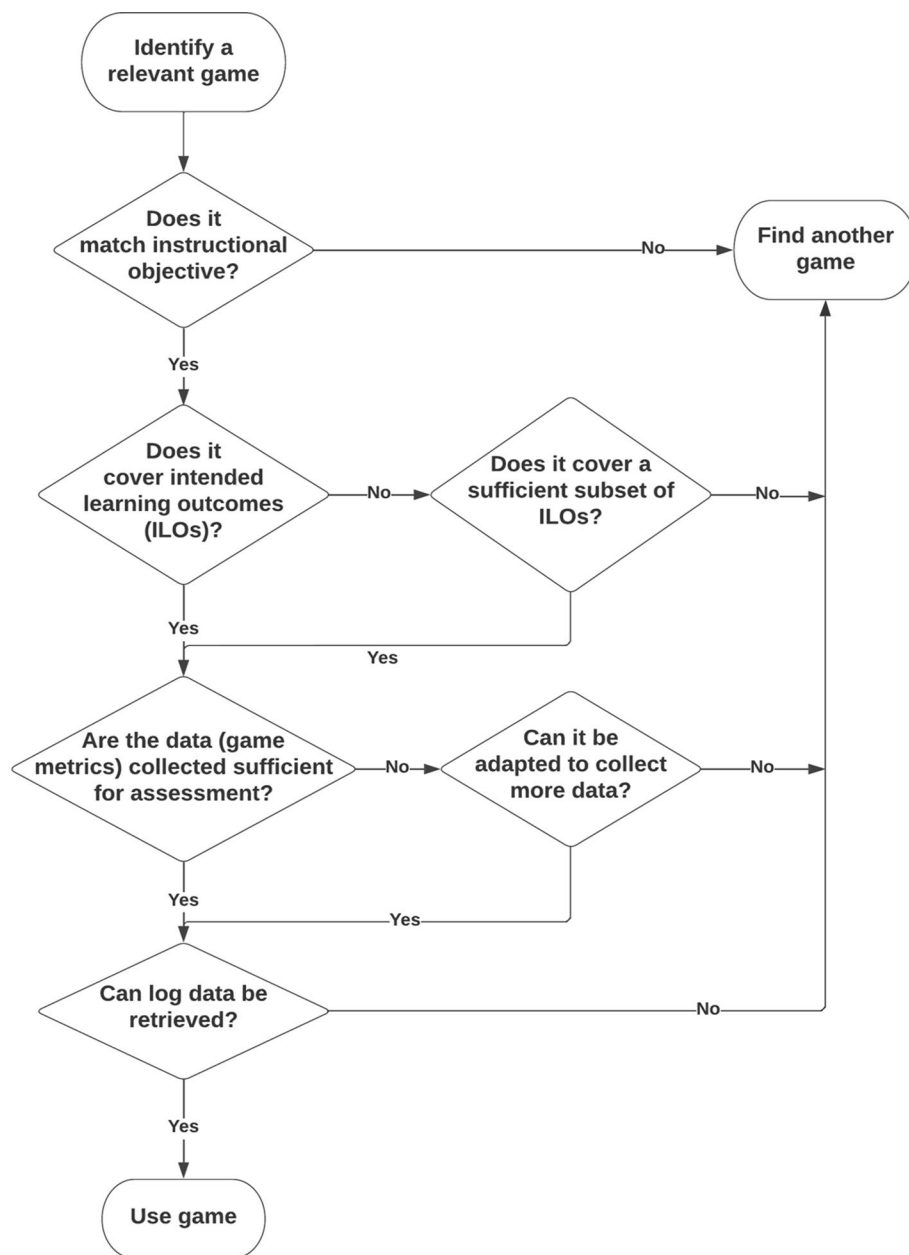 Identify a
relevant game
Does it
match instructional
objective?
No
Find another
game
Yes
Does it
cover intended
learning outcomes
(ILOs)?
No
Does it cover a
sufficient subset of
ILOs?
No
Yes
Yes
Are the data (game
metrics) collected sufficient
for assessment?
No
Can it be
adapted to collect
more data?
No
Yes
Yes
Can log data be
retrieved?
No
Yes
Use game